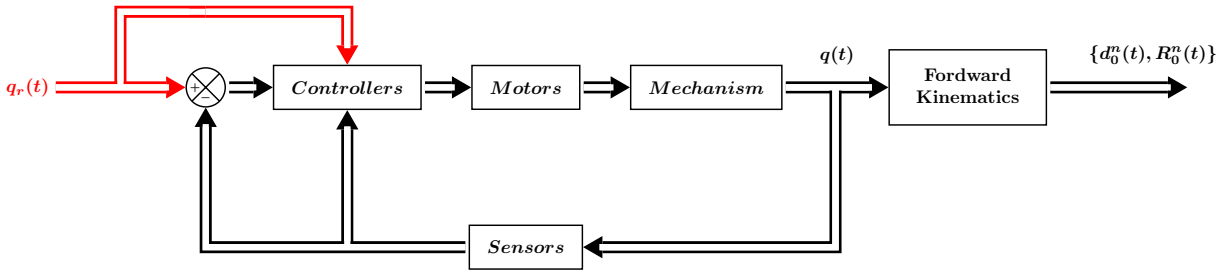 q_r(t)
+
−
Controllers
Motors
Mechanism
q(t)
Fordward
Kinematics
{d_0^n(t), R_0^n(t)}
Sensors